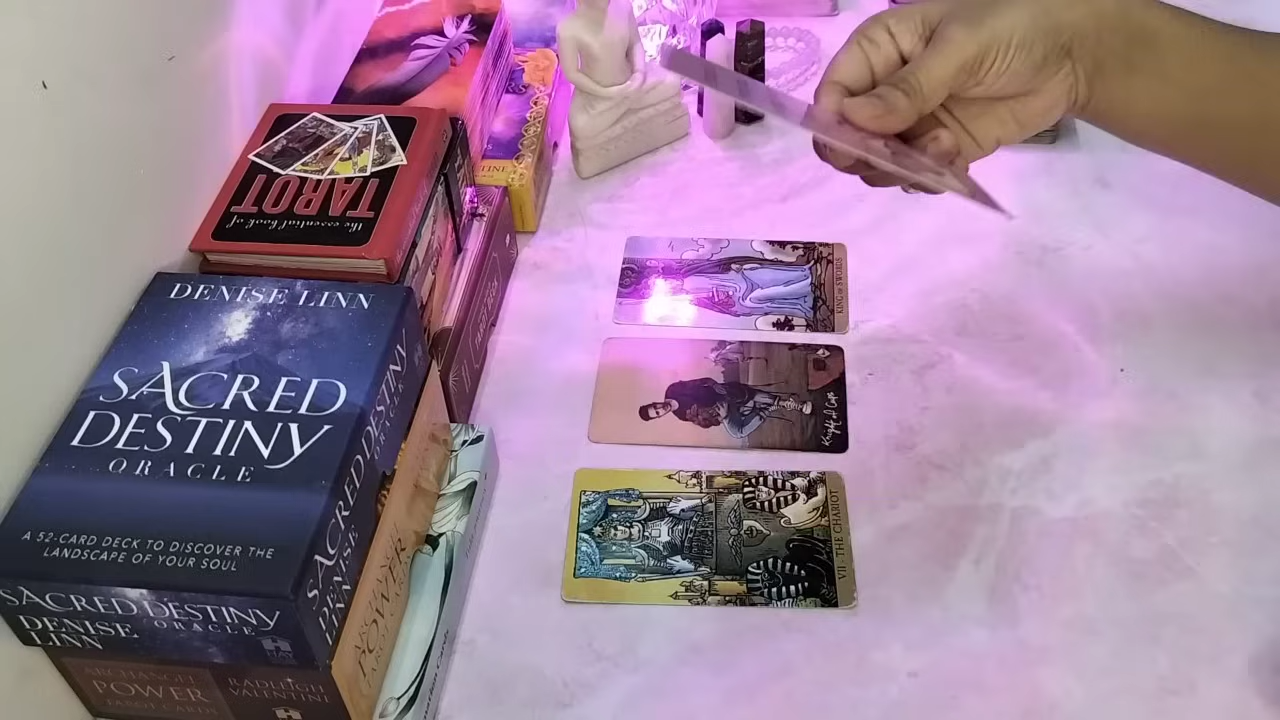 the essential book of
TAROT
DENISE LINN
SACRED
DESTINY
ORACLE
A 52-CARD DECK TO DISCOVER THE
LANDSCAPE OF YOUR SOUL
SACRED DESTINY
ORACLE
DENISE
LINN
SACRED DESTINY
DENISE
LINN
ARCHANGEL
POWER
TAROT CARDS
RADLEIGH
VALENTINE
HAY
POWER
KING OF SWORDS
Knight of Cups
VII · THE CHARIOT